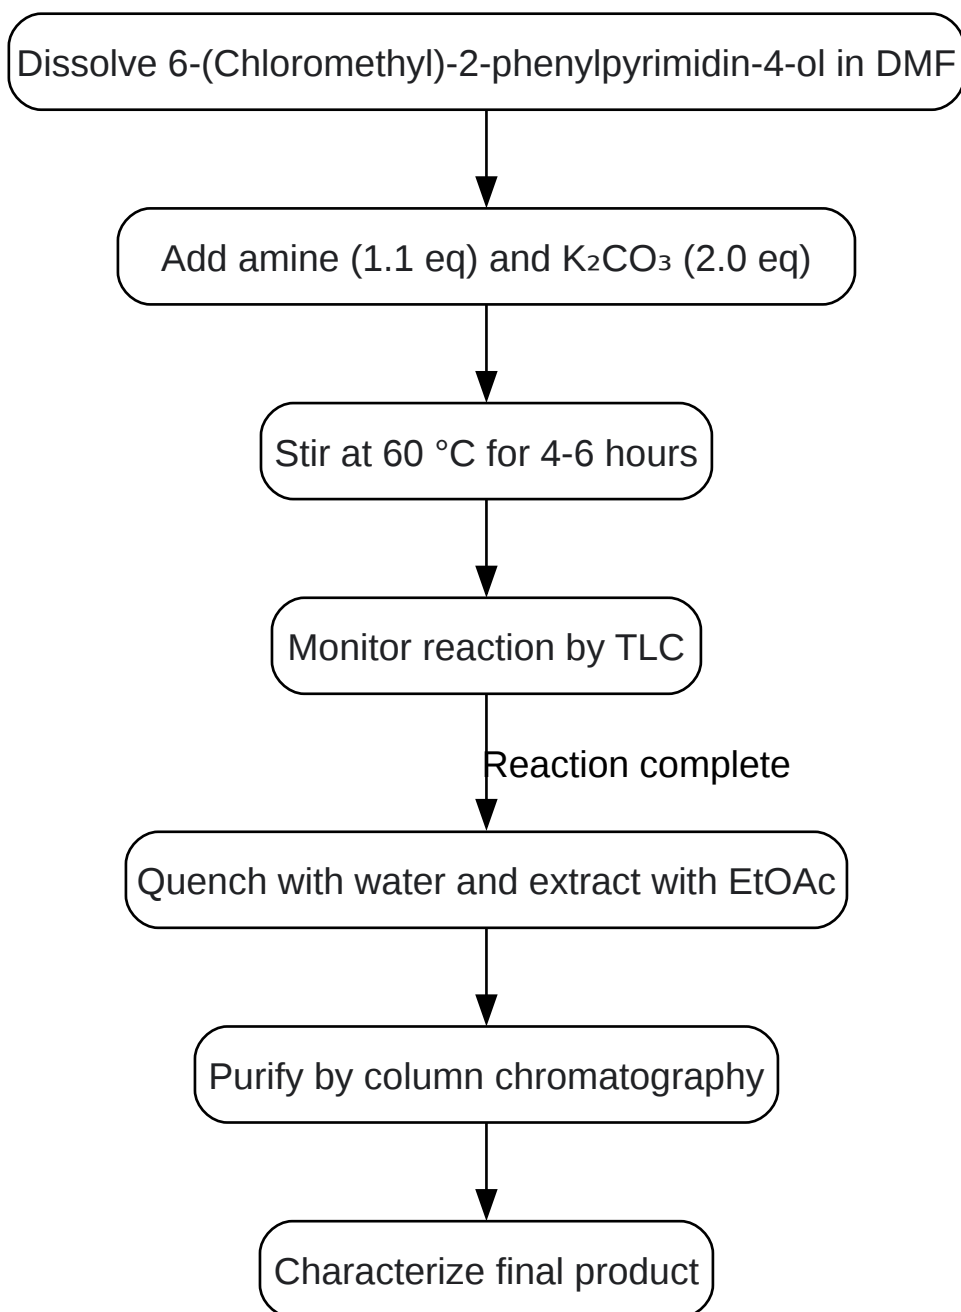 Dissolve 6-(Chloromethyl)-2-phenylpyrimidin-4-ol in DMF
Add amine (1.1 eq) and K₂CO₃ (2.0 eq)
Stir at 60 °C for 4-6 hours
Monitor reaction by TLC
Reaction complete
Quench with water and extract with EtOAc
Purify by column chromatography
Characterize final product